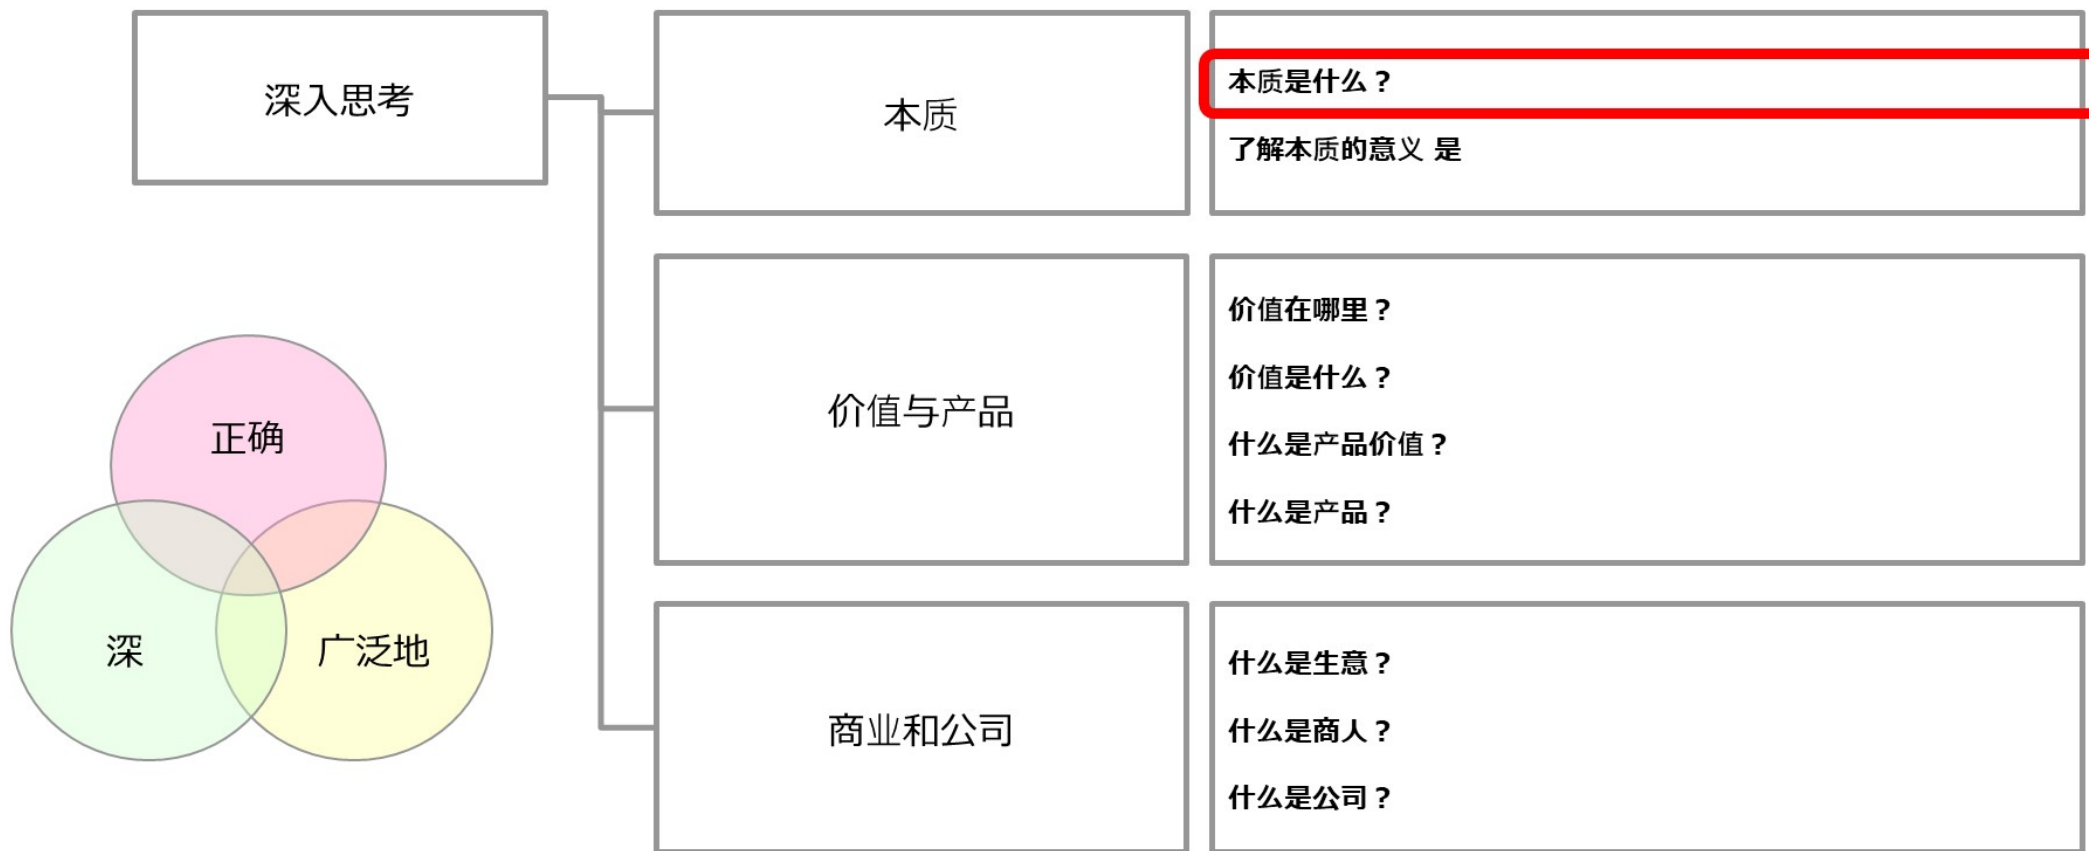 深入思考
本质
本质是什么？
了解本质的意义 是
价值与产品
价值在哪里？
价值是什么？
什么是产品价值？
什么是产品？
商业和公司
什么是生意？
什么是商人？
什么是公司？
正确
深
广泛地